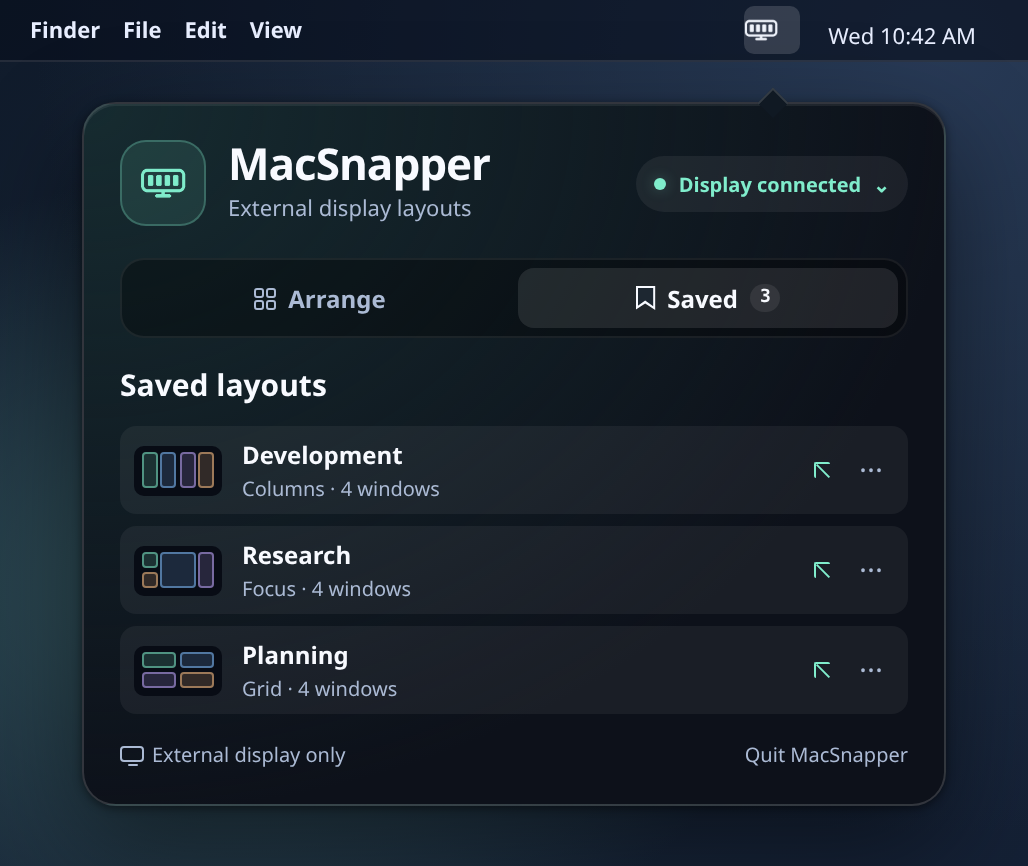 Finder File Edit View
Wed 10:42 AM
MacSnapper
External display layouts
Display connected
Arrange
Saved 3
Saved layouts
Development
Columns · 4 windows
Research
Focus · 4 windows
Planning
Grid · 4 windows
External display only
Quit MacSnapper